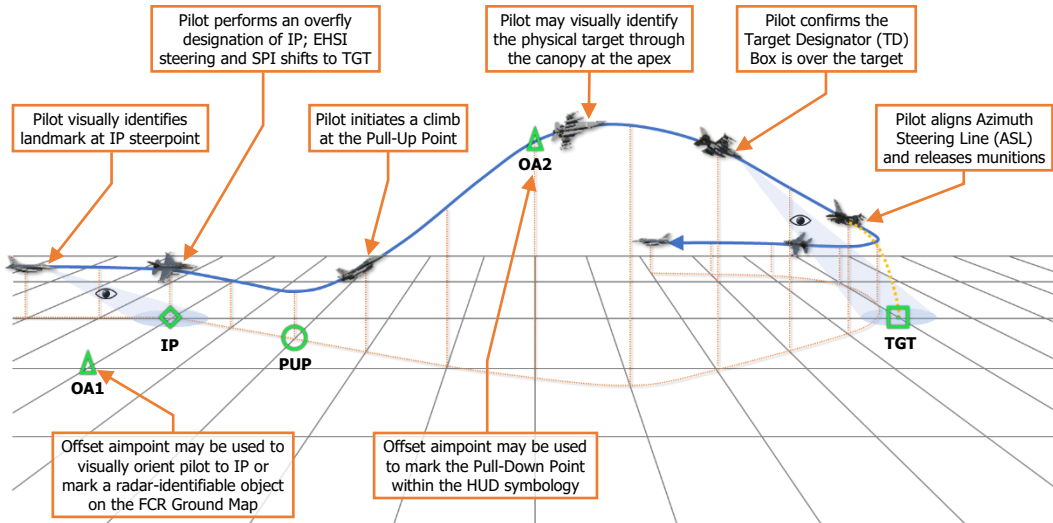 Pilot performs an overfly
designation of IP; EHSI
steering and SPI shifts to TGT
Pilot may visually identify
the physical target through
the canopy at the apex
Pilot confirms the
Target Designator (TD)
Box is over the target
Pilot visually identifies
landmark at IP steerpoint
Pilot initiates a climb
at the Pull-Up Point
Pilot aligns Azimuth
Steering Line (ASL)
and releases munitions
OA2
IP
PUP
TGT
OA1
Offset aimpoint may be used to
visually orient pilot to IP or
mark a radar-identifiable object
on the FCR Ground Map
Offset aimpoint may be used
to mark the Pull-Down Point
within the HUD symbology